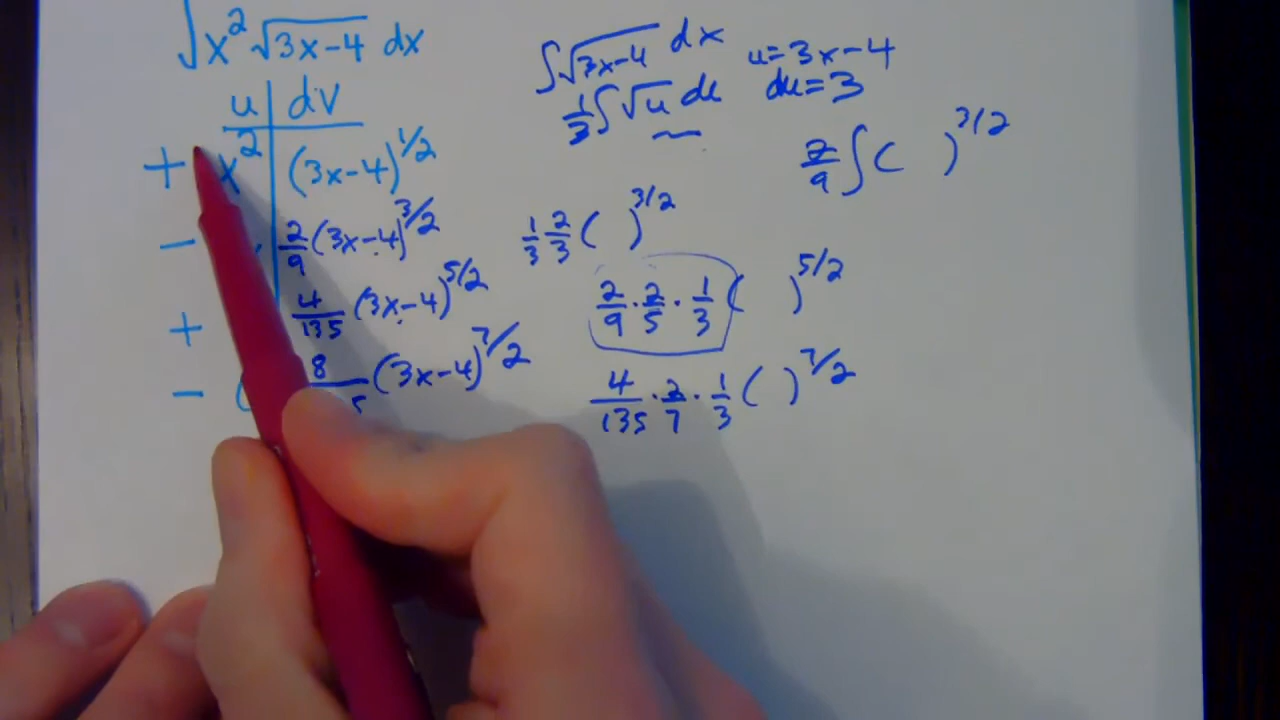 ∫x² √3x-4 dx
u | dv
+ x² | (3x-4)^1/2
- 2/9 (3x-4)^3/2
+ 4/135 (3x-4)^5/2
- 8/ 5 (3x-4)^7/2
∫√3x-4 dx
1/3 ∫√u du
u=3x-4
du=3
2/9 ∫( )^3/2
1/3 2/3 ( )^3/2
2/9 · 2/5 · 1/3 ( )^5/2
4/135 · 2/7 · 1/3 ( )^7/2